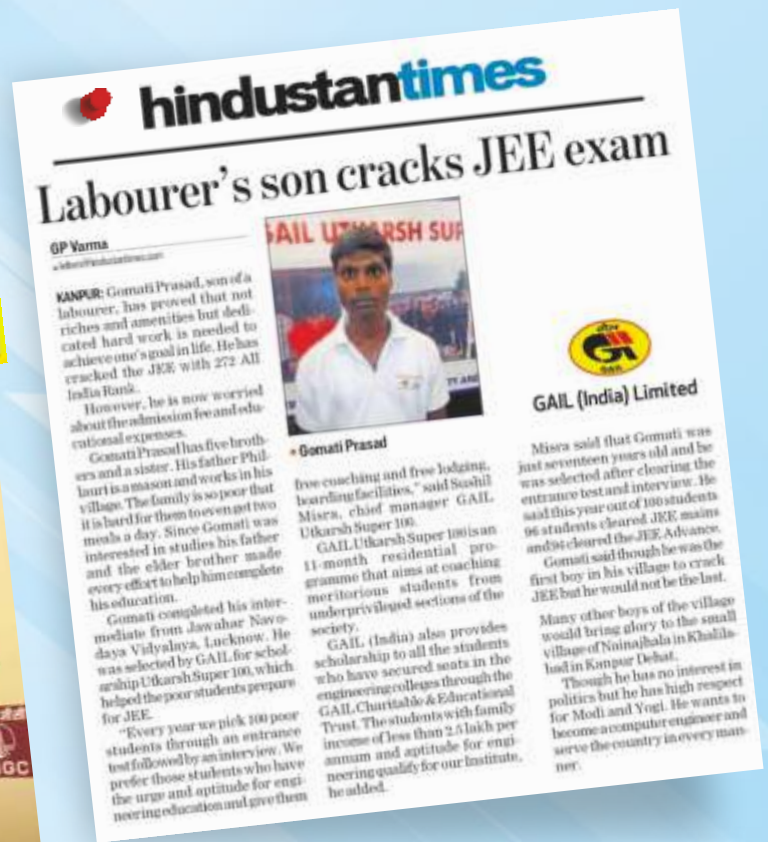 hindustantimes
Labourer's son cracks JEE exam
GP Varma
KANPUR: Gomati Prasad, son of a
labourer, has proved that not
riches and amenities but dedi-
cated hard work is needed to
achieve one's goal in life. He has
cracked the JEE with 272 All
India Rank.
However, he is now worried
about the admission fee and edu-
cational expenses.
Gomati Prasad has five broth-
ers and a sister. His father Phil-
lauri is a mason and works in his
village. The family is so poor that
it is hard for them to even get two
meals a day. Since Gomati was
interested in studies his father
and the elder brother made
every effort to help him complete
his education.
Gomati completed his inter-
mediate from Jawahar Navo-
daya Vidyalaya, Lucknow. He
was selected by GAIL for schol-
arship Utkarsh Super 100, which
helped the poor students prepare
for JEE.
"Every year we pick 100 poor
students through an entrance
test followed by an interview. We
prefer those students who have
the urge and aptitude for engi-
neering education and give them
GAIL UTKARSH SUP
Gomati Prasad
free coaching and free lodging,
boarding facilities," said Sushil
Misra, chief manager GAIL
Utkarsh Super 100.
GAIL Utkarsh Super 100 is an
11-month residential pro-
gramme that aims at coaching
meritorious students from
underprivileged sections of the
society.
GAIL (India) also provides
scholarship to all the students
who have secured seats in the
engineering colleges through the
GAIL Charitable & Educational
Trust. The students with family
income of less than 2.5 lakh per
annum and aptitude for engi-
neering qualify for our Institute,
he added.
गेल
GAIL
GAIL (India) Limited
Misra said that Gomati was
just seventeen years old and he
was selected after clearing the
entrance test and interview. He
said this year out of 100 students
96 students cleared JEE mains
and 94 cleared the JEE Advance.
Gomati said though he was the
first boy in his village to crack
JEE but he would not be the last.
Many other boys of the village
would bring glory to the small
village of Noinajhala in Khalila-
bad in Kanpur Dehat.
Though he has no interest in
politics but he has high respect
for Modi and Yogi. He wants to
become a computer engineer and
serve the country in every man-
ner.
GC